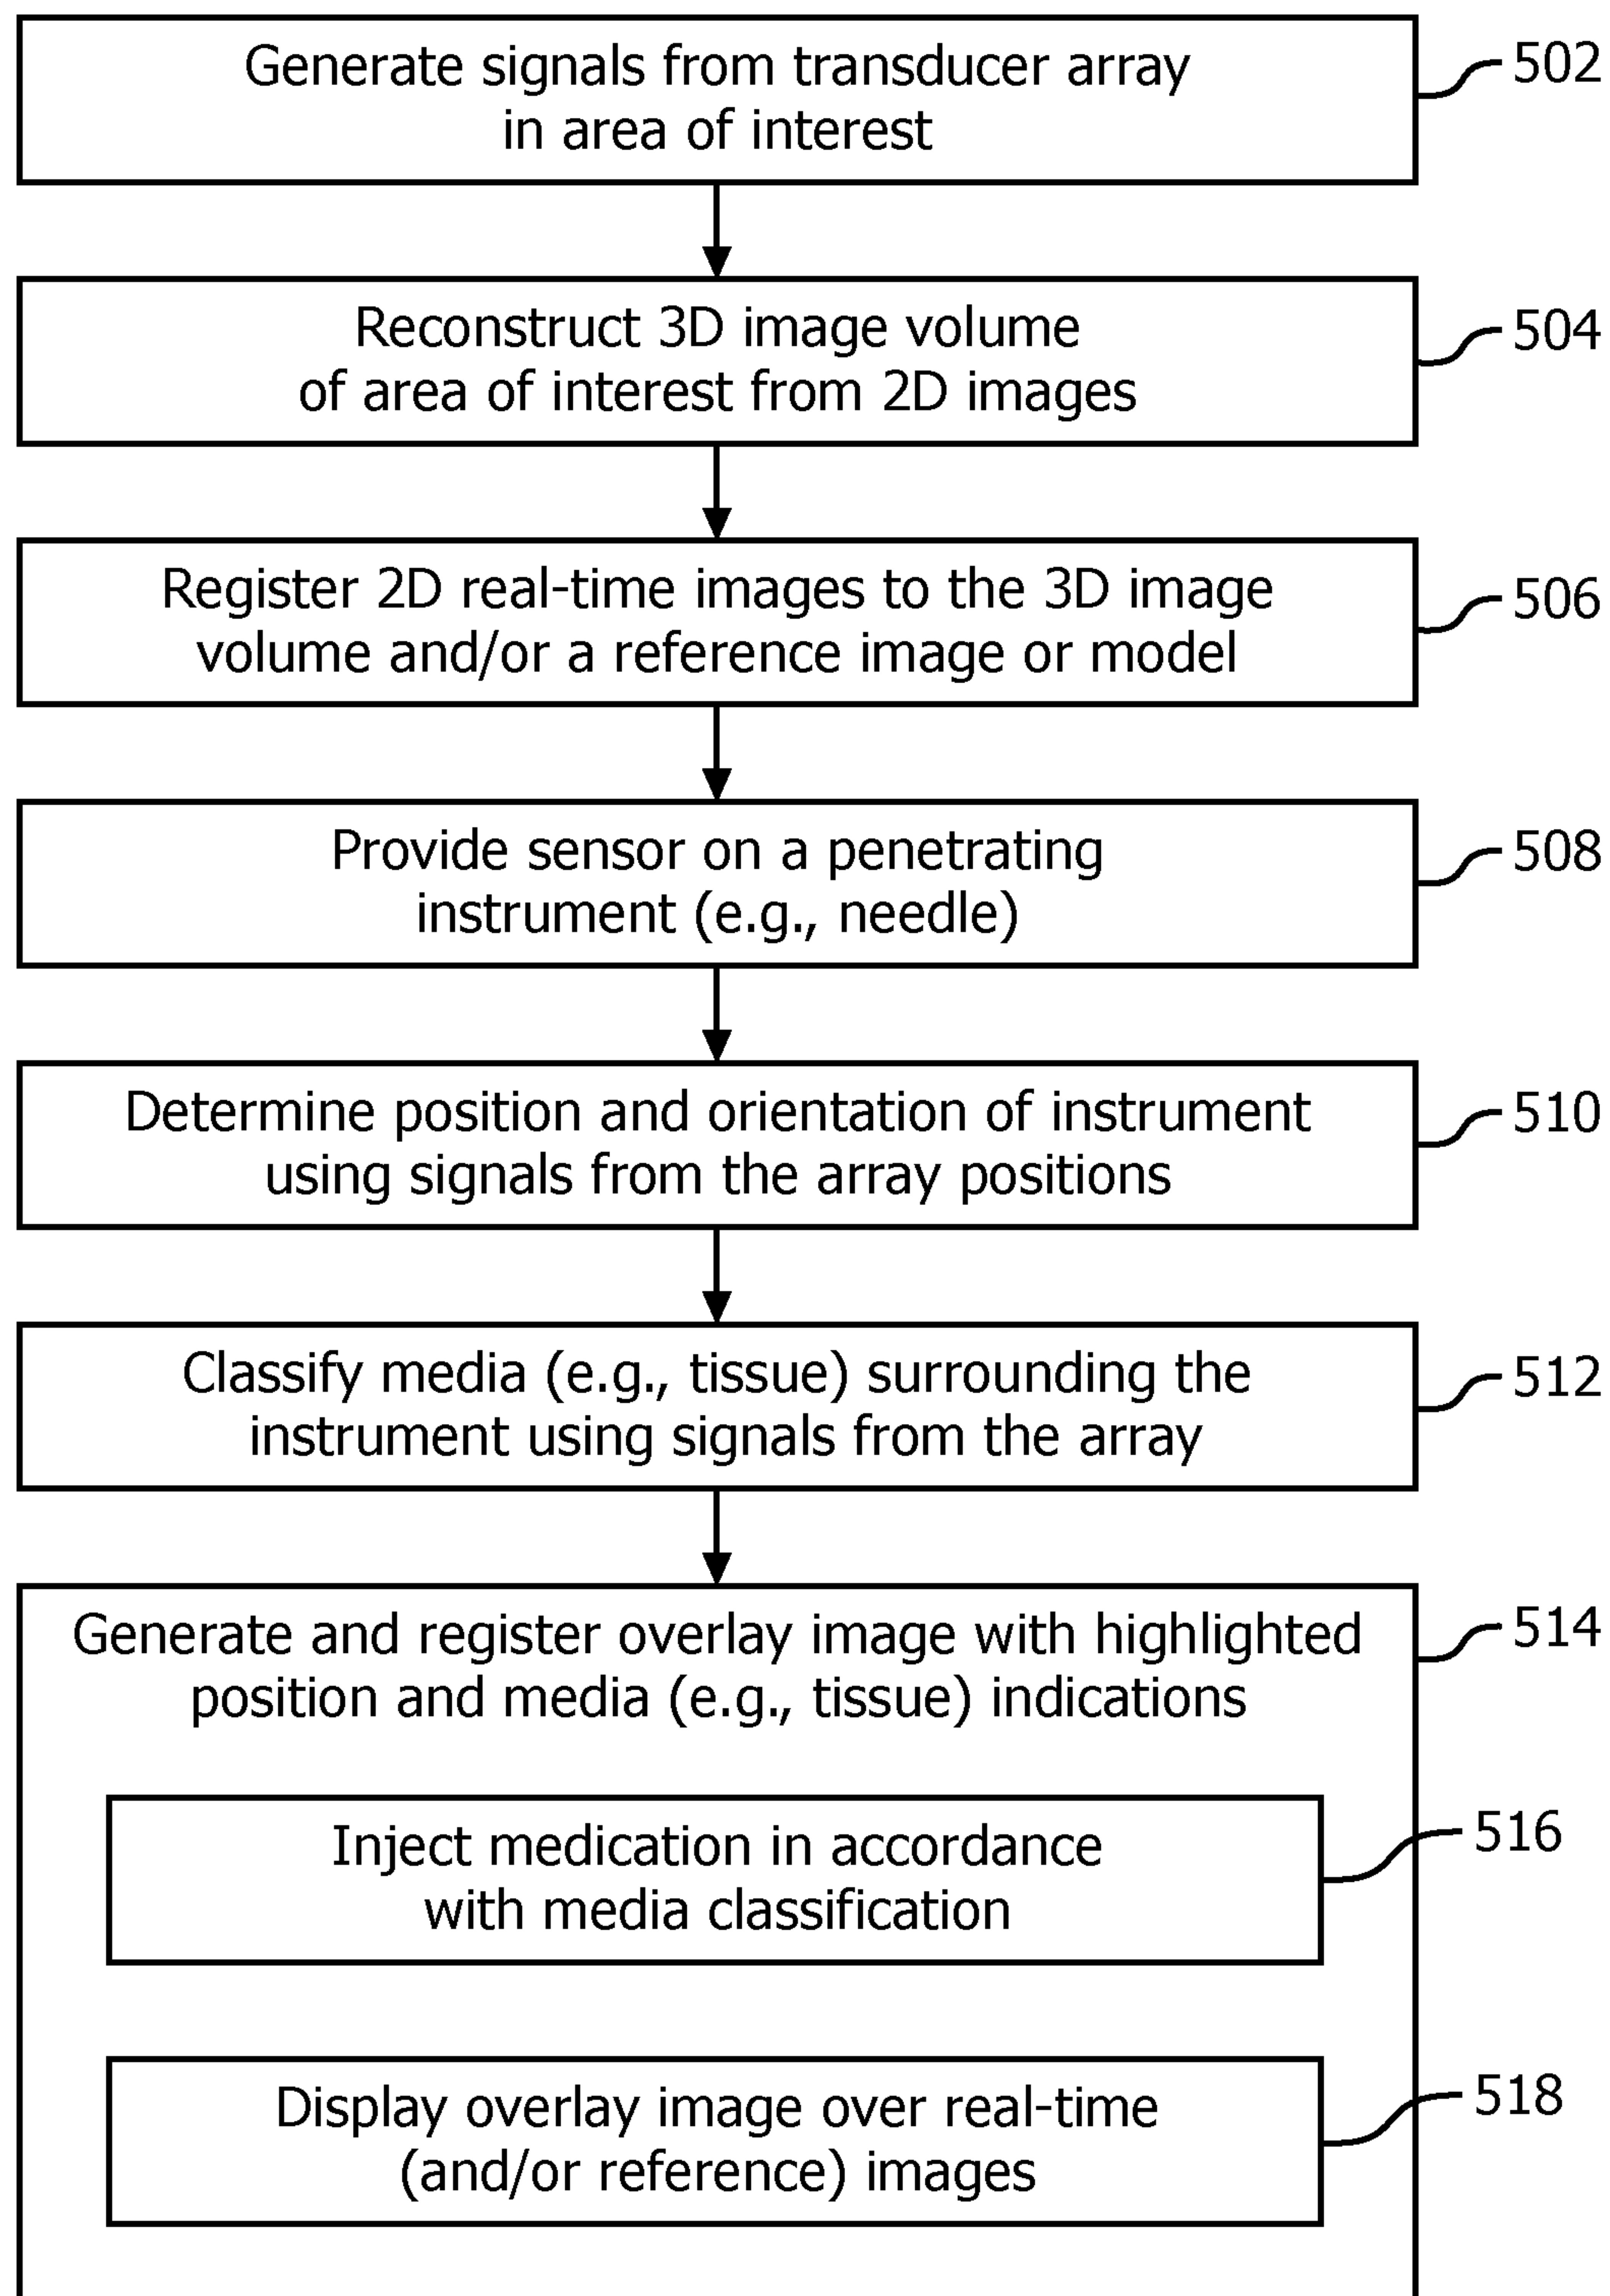 Generate signals from transducer array
in area of interest
502
Reconstruct 3D image volume
of area of interest from 2D images
504
Register 2D real-time images to the 3D image
volume and/or a reference image or model
506
Provide sensor on a penetrating
instrument (e.g., needle)
508
Determine position and orientation of instrument
using signals from the array positions
510
Classify media (e.g., tissue) surrounding the
instrument using signals from the array
512
Generate and register overlay image with highlighted
position and media (e.g., tissue) indications
514
Inject medication in accordance
with media classification
516
Display overlay image over real-time
(and/or reference) images
518